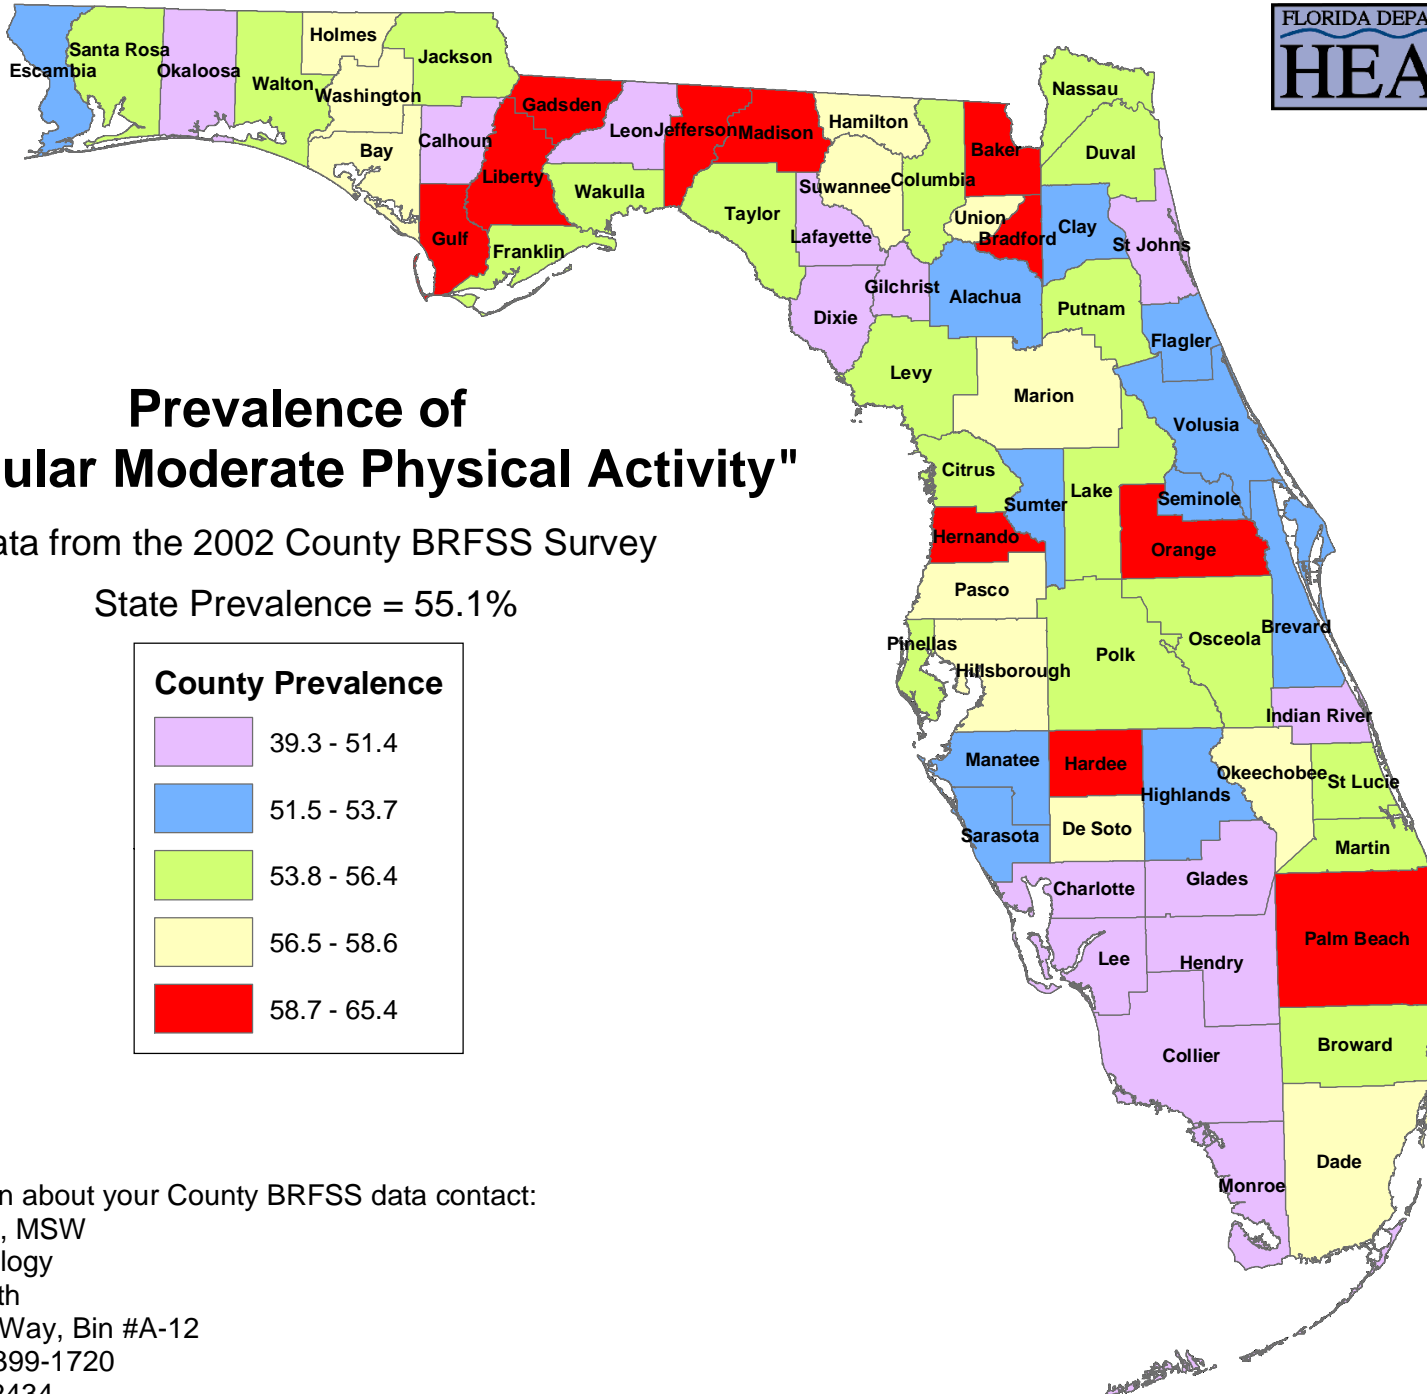 FLORIDA DEPA
HEA
Holmes
Jackson
Santa Rosa
Escambia
Okaloosa
Walton
Washington
Nassau
Gadsden
Leon
Jefferson
Madison
Hamilton
Calhoun
Bay
Baker
Duval
Liberty
Wakulla
Suwannee
Columbia
Taylor
Union
Bradford
Clay
St Johns
Gulf
Franklin
Lafayette
Gilchrist
Alachua
Dixie
Putnam
Flagler
Levy
Marion
Volusia
Prevalence of
ular Moderate Physical Activity"
ata from the 2002 County BRFSS Survey
State Prevalence = 55.1%
Citrus
Sumter
Lake
Seminole
Hernando
Orange
Pasco
Brevard
Pinellas
Hillsborough
Polk
Osceola
Indian River
Manatee
Hardee
Highlands
Okeechobee
St Lucie
Sarasota
De Soto
Martin
Charlotte
Glades
Palm Beach
Lee
Hendry
Collier
Broward
Dade
Monroe
County Prevalence
39.3 - 51.4
51.5 - 53.7
53.8 - 56.4
56.5 - 58.6
58.7 - 65.4
n about your County BRFSS data contact:
, MSW
logy
th
Way, Bin #A-12
399-1720
2434